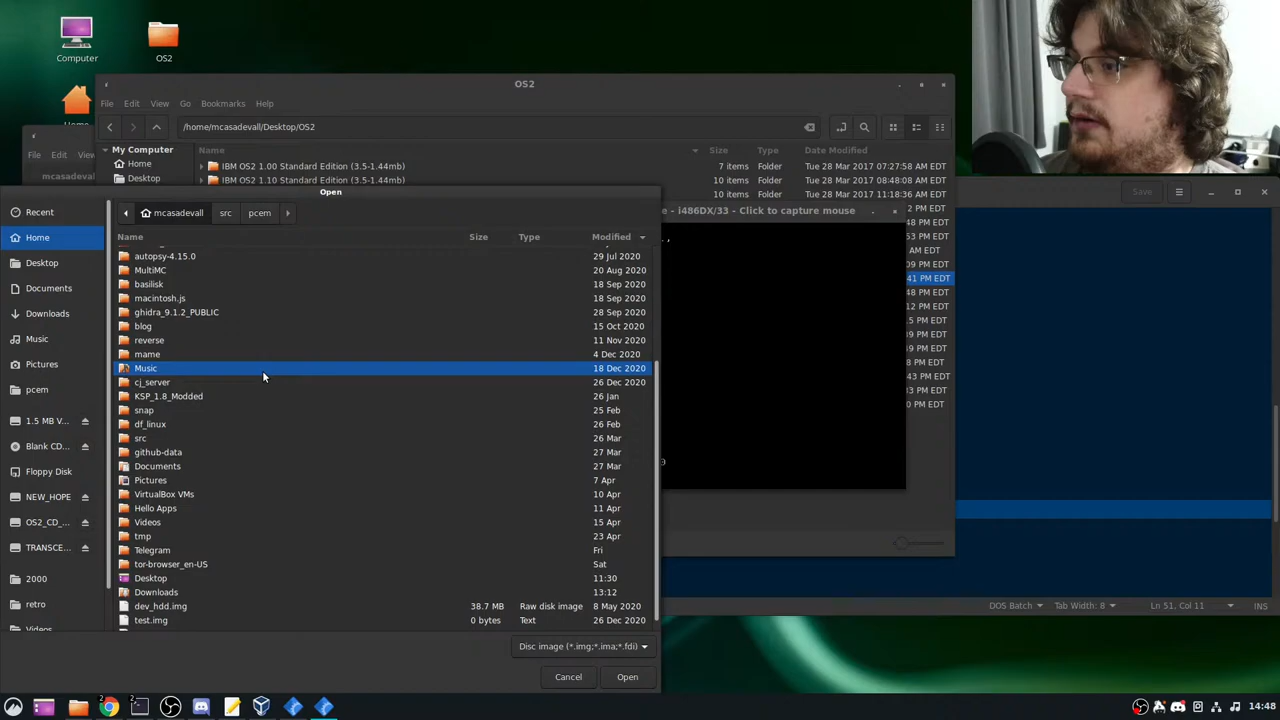 Computer
OS2
OS2
File Edit View Go Bookmarks Help
/home/mcasadevall/Desktop/OS2
My Computer
Home
Desktop
Name Size Type Date Modified
IBM OS2 1.00 Standard Edition (3.5-1.44mb) 7 items Folder Tue 28 Mar 2017 07:27:58 AM EDT
IBM OS2 1.10 Standard Edition (3.5-1.44mb) 10 items Folder Tue 28 Mar 2017 08:48:08 AM EDT
10 items Folder Tue 28 Mar 2017 11:18:36 AM EDT
File Edit View
mcasadevall
e - i486DX/33 - Click to capture mouse
Save
Open
Recent
Home
Desktop
Documents
Downloads
Music
Pictures
pcem
1.5 MB V...
Blank CD...
Floppy Disk
NEW_HOPE
OS2_CD_...
TRANSCE...
2000
retro
Videos
mcasadevall src pcem
Name Size Type Modified
autopsy-4.15.0 29 Jul 2020
MultiMC 20 Aug 2020
basilisk 18 Sep 2020
macintosh.js 18 Sep 2020
ghidra_9.1.2_PUBLIC 28 Sep 2020
blog 15 Oct 2020
reverse 11 Nov 2020
mame 4 Dec 2020
Music 18 Dec 2020
cj_server 26 Dec 2020
KSP_1.8_Modded 26 Jan
snap 25 Feb
df_linux 26 Feb
src 26 Mar
github-data 27 Mar
Documents 27 Mar
Pictures 7 Apr
VirtualBox VMs 10 Apr
Hello Apps 11 Apr
Videos 15 Apr
tmp 23 Apr
Telegram Fri
tor-browser_en-US Sat
Desktop 11:30
Downloads 13:12
dev_hdd.img 38.7 MB Raw disk image 8 May 2020
test.img 0 bytes Text 26 Dec 2020
Disc image (*.img;*.ima;*.fdi)
Cancel Open
DOS Batch Tab Width: 8 Ln 51, Col 11 INS
14:48